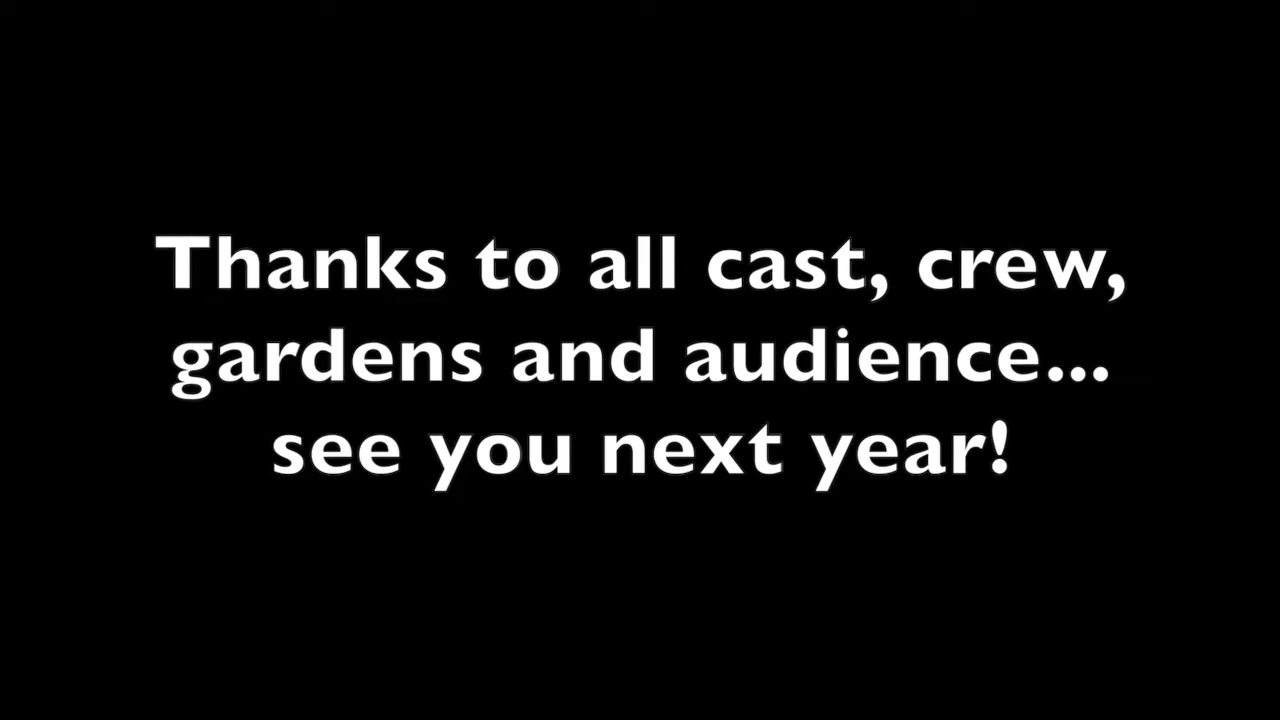 Thanks to all cast, crew,
gardens and audience...
see you next year!